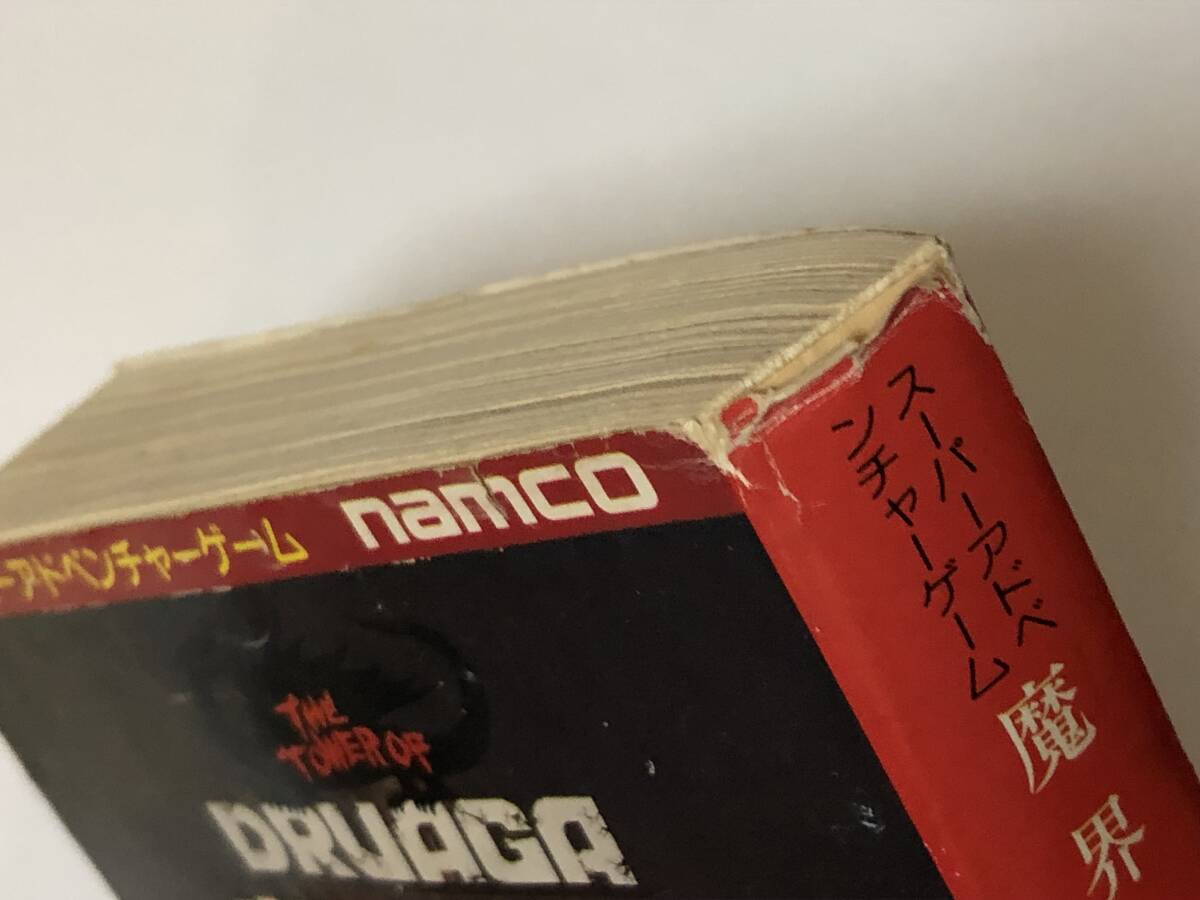 ーアドベンチャーゲーム namco
THE
TOWER OF
DRUAGA
スーパーアドベ
ンチャーゲーム
魔界